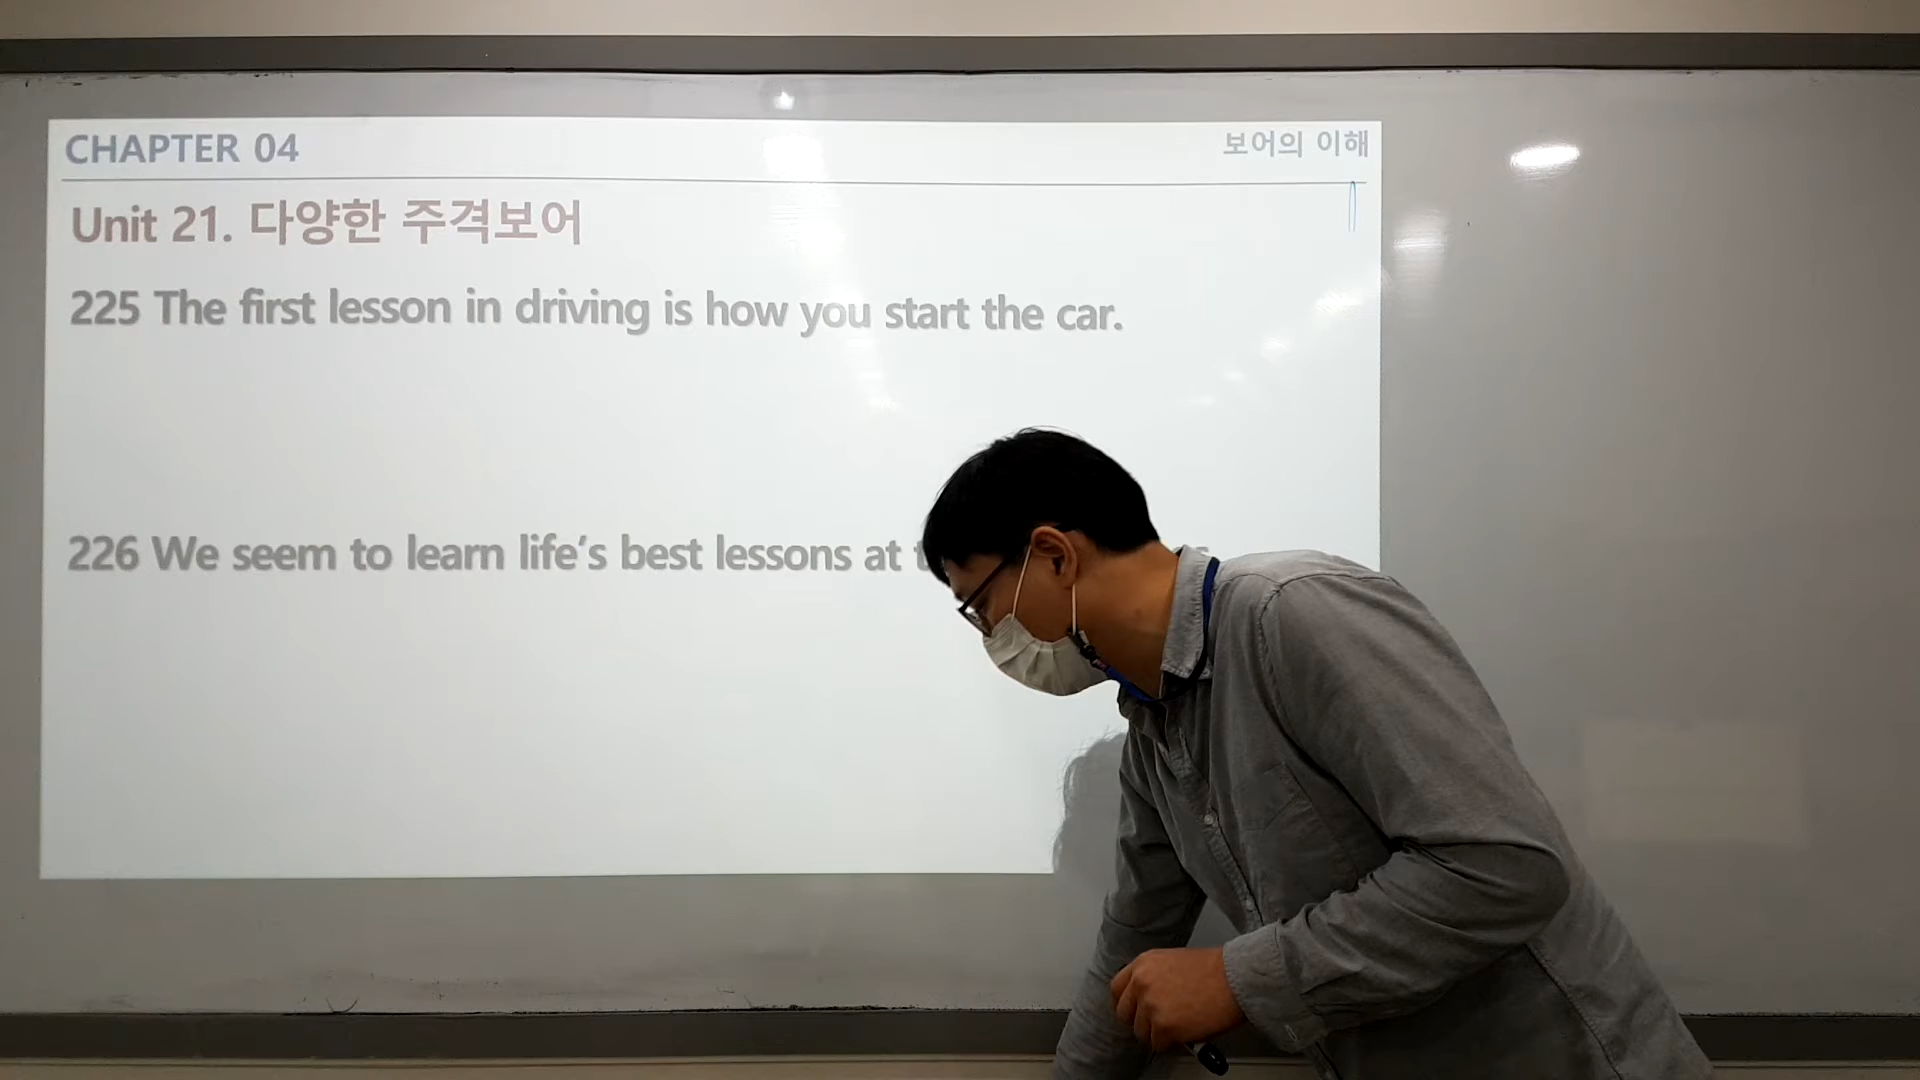 CHAPTER 04
보어의 이해
Unit 21. 다양한 주격보어
225 The first lesson in driving is how you start the car.
226 We seem to learn life's best lessons at